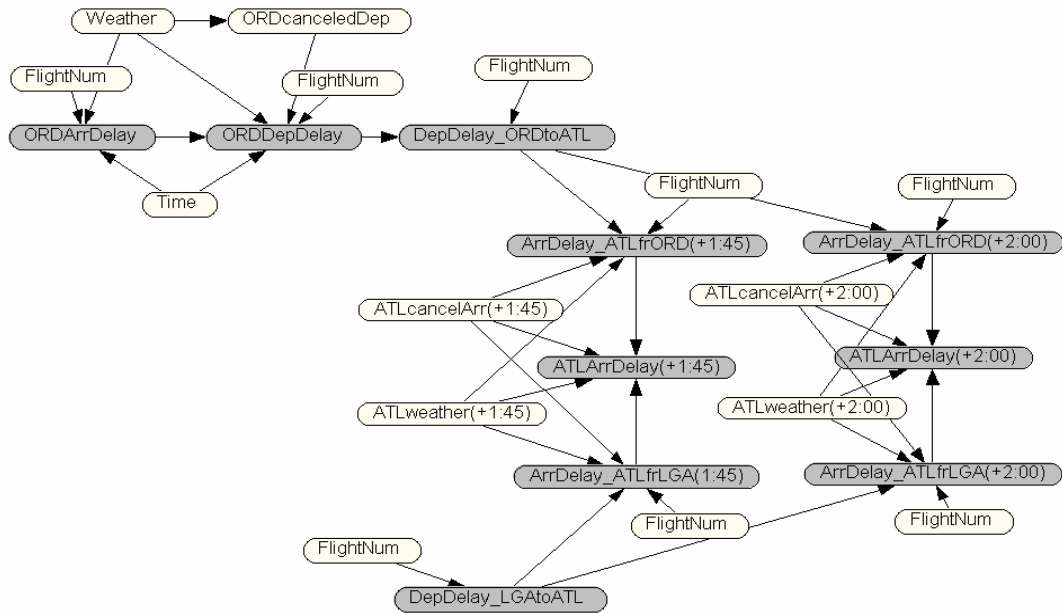 Weather
ORDcanceledDep
FlightNum
FlightNum
FlightNum
ORDArrDelay
ORDDepDelay
DepDelay_ORDtoATL
Time
FlightNum
FlightNum
ArrDelay_ATLfrORD(+1:45)
ArrDelay_ATLfrORD(+2:00)
ATLcancelArr(+1:45)
ATLcancelArr(+2:00)
ATLArrDelay(+1:45)
ATLArrDelay(+2:00)
ATLweather(+1:45)
ATLweather(+2:00)
ArrDelay_ATLfrLGA(1:45)
ArrDelay_ATLfrLGA(+2:00)
FlightNum
FlightNum
FlightNum
DepDelay_LGAtoATL